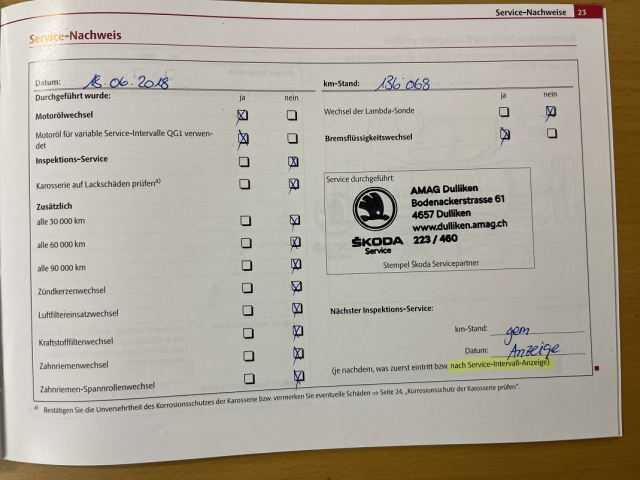 Service-Nachweise 23
Service-Nachweis
Datum: 18.06.2018
km-Stand: 136 068
Durchgeführt wurde: ja nein
ja nein
Motorölwechsel
Wechsel der Lambda-Sonde
Motoröl für variable Service-Intervalle QG1 verwen-
det
Bremsflüssigkeitswechsel
Inspektions-Service
Karosserie auf Lackschäden prüfen a)
Zusätzlich
alle 30 000 km
alle 60 000 km
alle 90 000 km
Zündkerzenwechsel
Luftfiltereinsatzwechsel
Kraftstofffilterwechsel
Zahnriemenwechsel
Zahnriemen-Spannrollenwechsel
Service durchgeführt:
AMAG Dulliken
Bodenackerstrasse 61
4657 Dulliken
www.dulliken.amag.ch
223 / 460
ŠKODA
Service
Stempel Škoda Servicepartner
Nächster Inspektions-Service:
km-Stand: gem.
Datum: Anzeige
(je nachdem, was zuerst eintritt bzw. nach Service-Intervall-Anzeige)
a) Bestätigen Sie die Unversehrtheit des Korrosionsschutzes der Karosserie bzw. vermerken Sie eventuelle Schäden ⇒ Seite 24, „Korrosionsschutz der Karosserie prüfen".